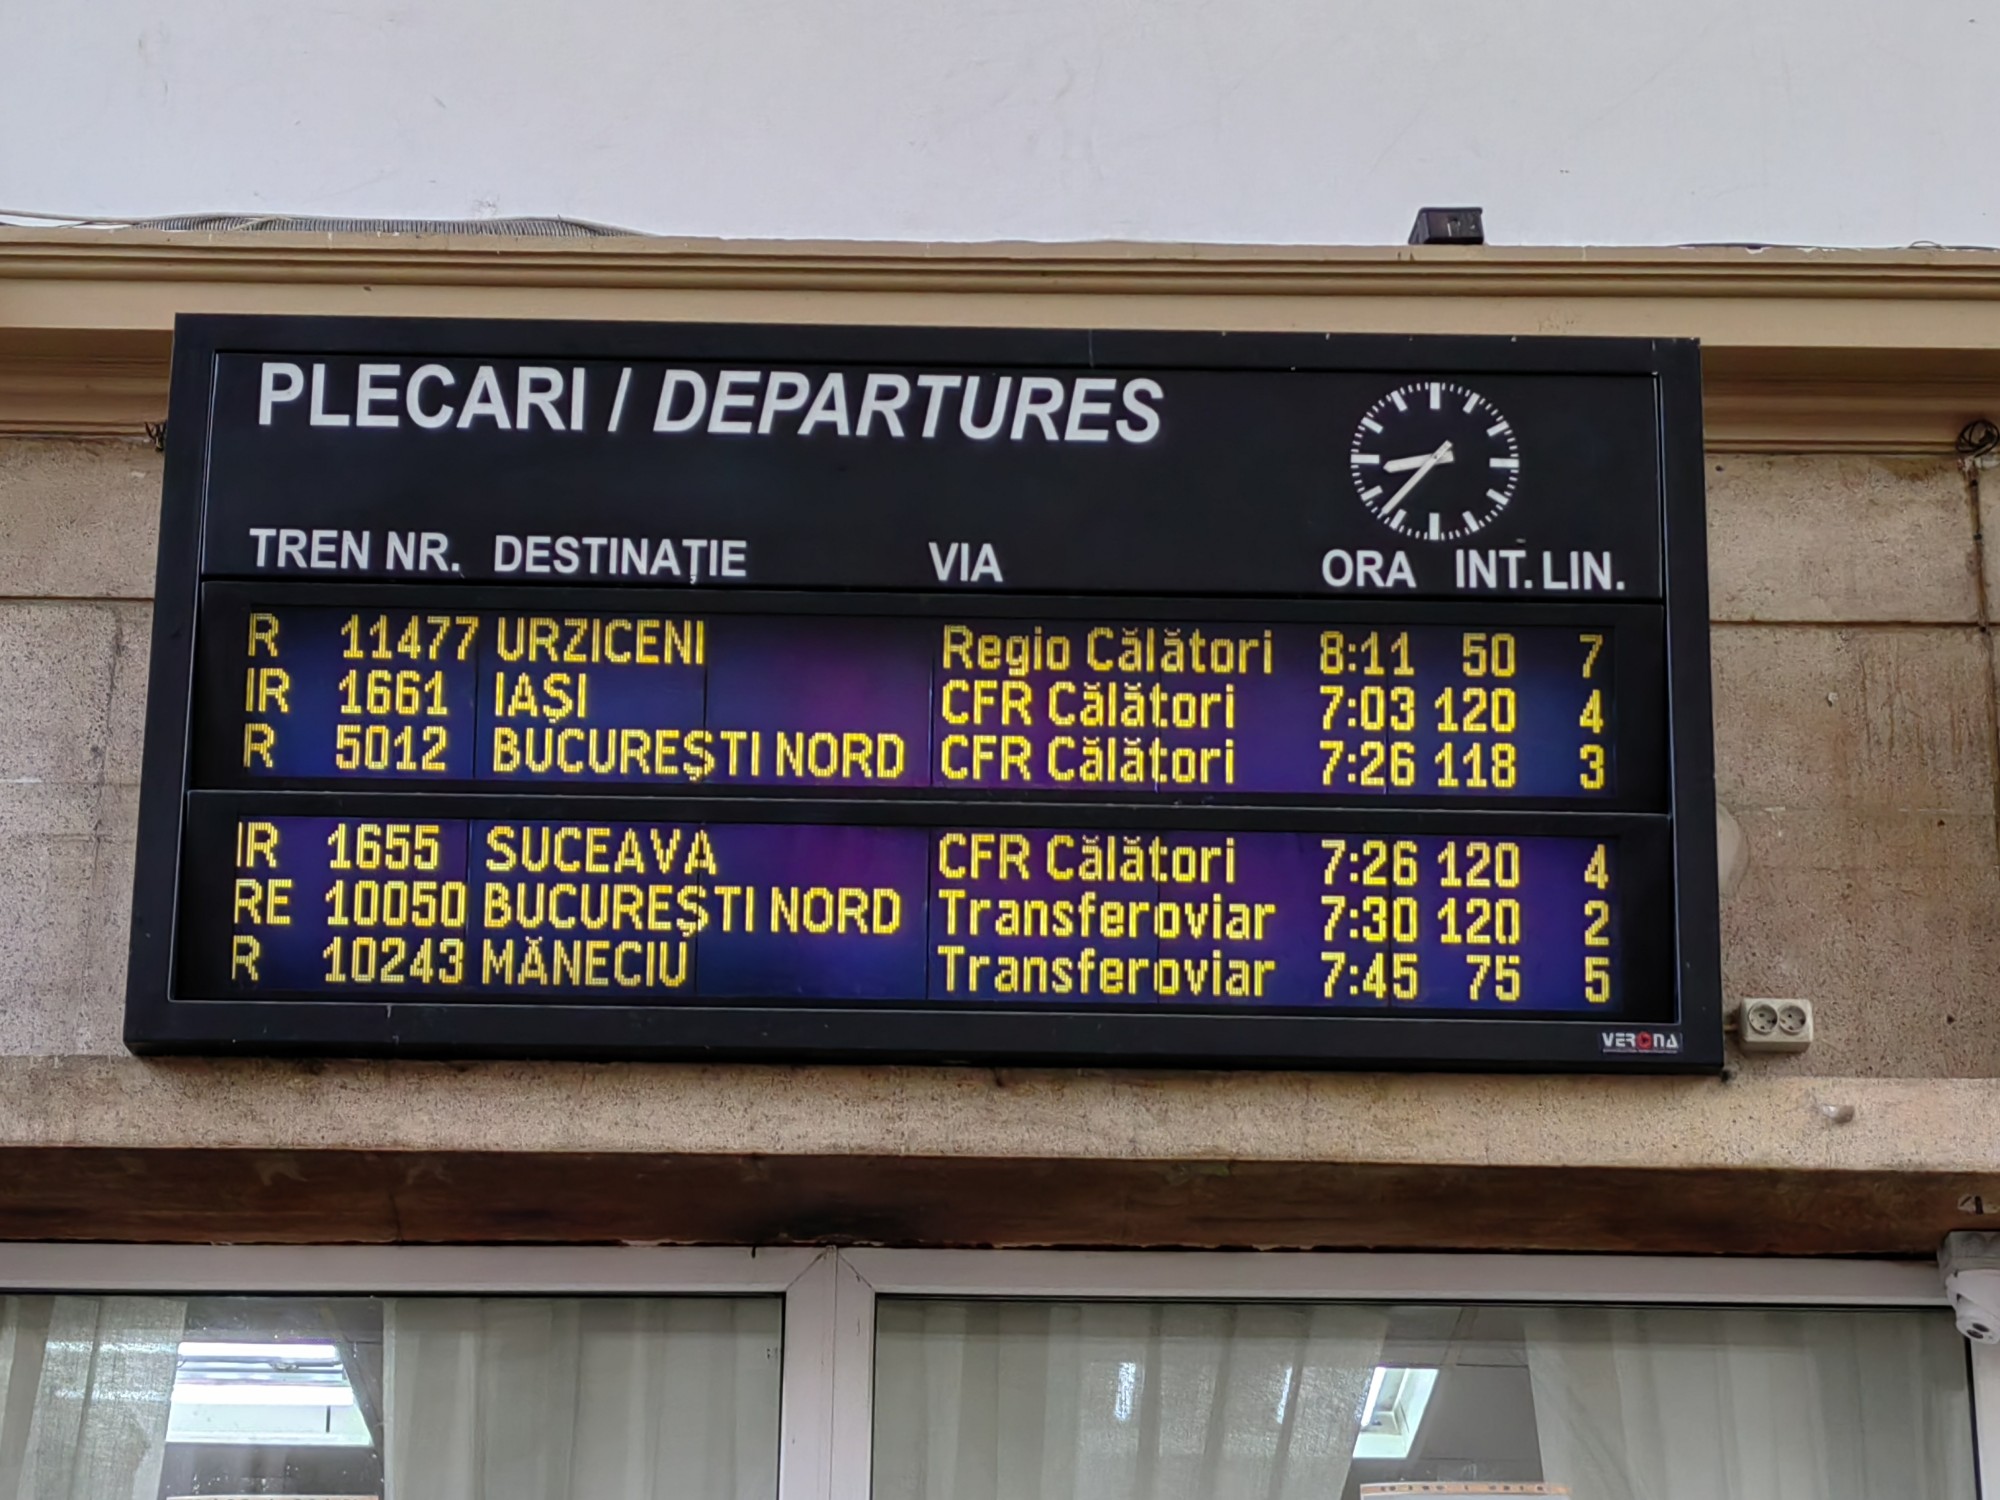 PLECARI / DEPARTURES
TREN NR. DESTINAȚIE VIA ORA INT. LIN.
R 11477 URZICENI Regio Călători 8:11 50 7
IR 1661 IAȘI CFR Călători 7:03 120 4
R 5012 BUCUREȘTI NORD CFR Călători 7:26 118 3
IR 1655 SUCEAVA CFR Călători 7:26 120 4
RE 10050 BUCUREȘTI NORD Transferoviar 7:30 120 2
R 10243 MĂNECIU Transferoviar 7:45 75 5
VERONA